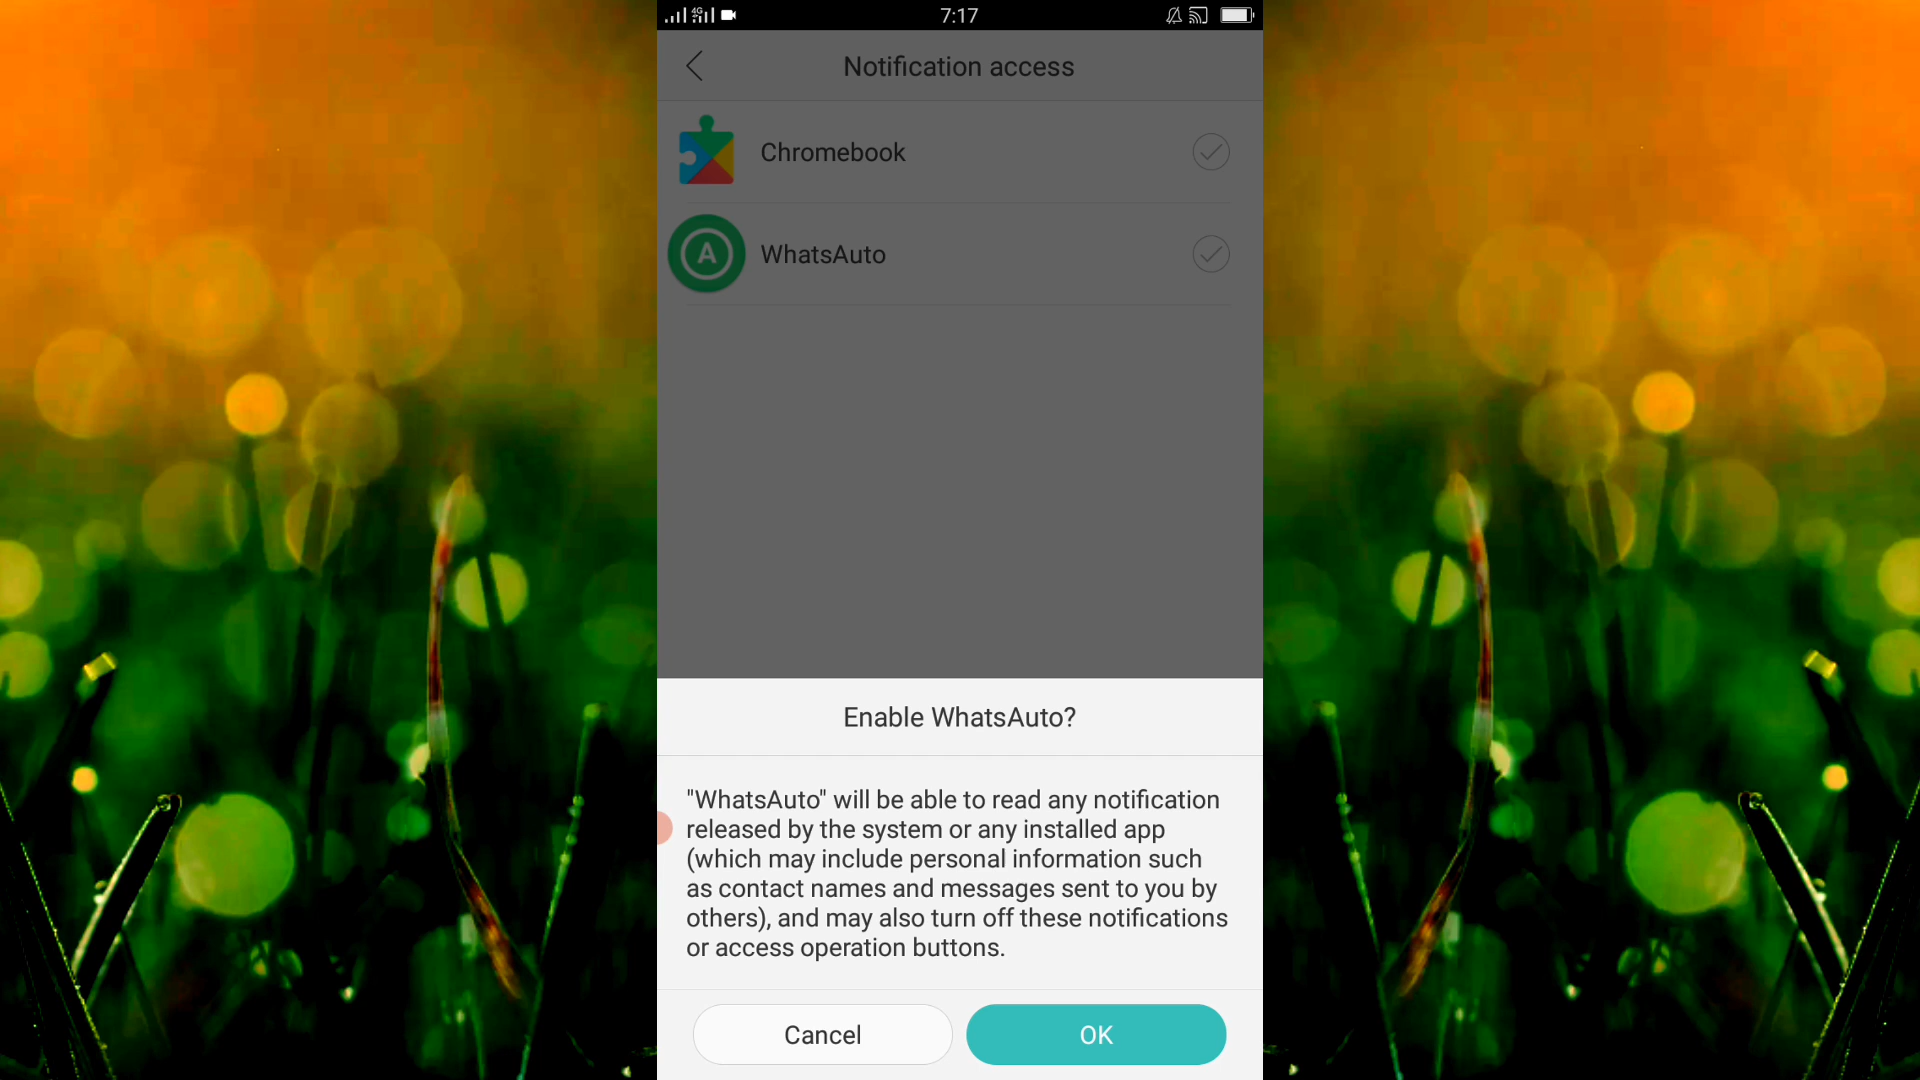 4G
7:17
Notification access
Chromebook
A
WhatsAuto
Enable WhatsAuto?
"WhatsAuto" will be able to read any notification
released by the system or any installed app
(which may include personal information such
as contact names and messages sent to you by
others), and may also turn off these notifications
or access operation buttons.
Cancel
OK